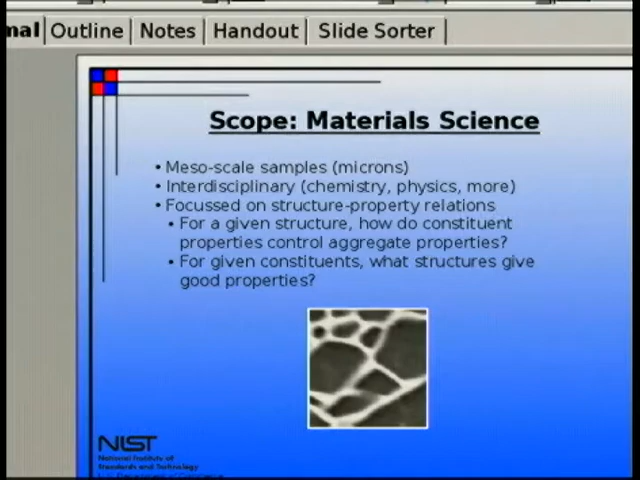 Outline Notes Handout Slide Sorter
Scope: Materials Science
• Meso-scale samples (microns)
• Interdisciplinary (chemistry, physics, more)
• Focussed on structure-property relations
• For a given structure, how do constituent
properties control aggregate properties?
• For given constituents, what structures give
good properties?
NIST
National Institute of
Standards and Technology